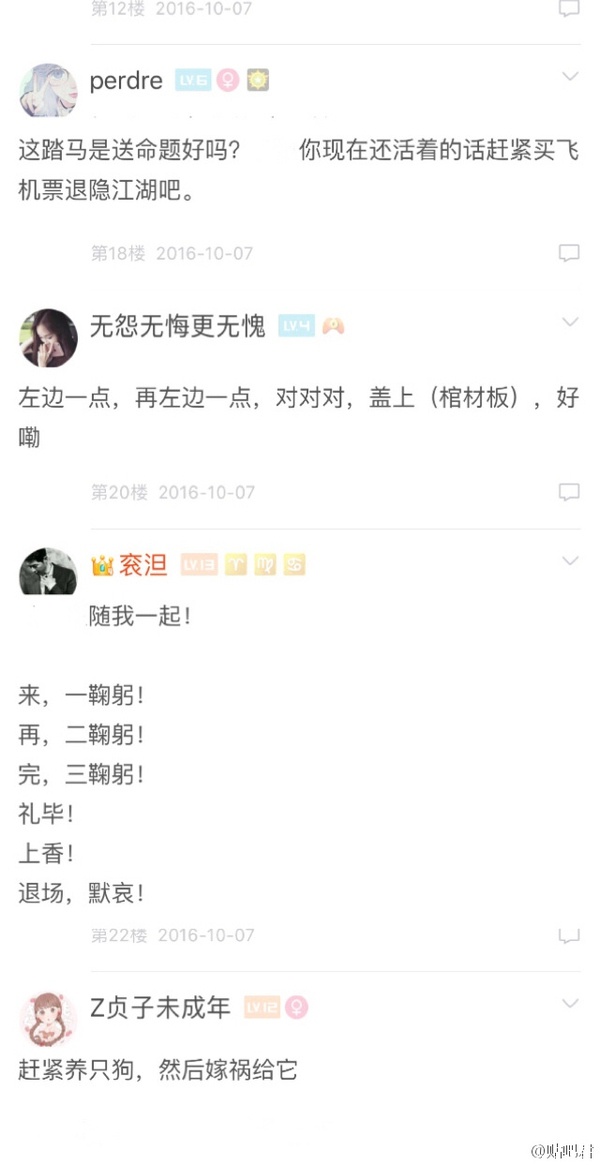 第12楼 2016-10-07
perdre LV.6
这踏马是送命题好吗? 你现在还活着的话赶紧买飞
机票退隐江湖吧。
第18楼 2016-10-07
无怨无悔更无愧 LV.4
左边一点，再左边一点，对对对，盖上（棺材板），好
嘞
第20楼 2016-10-07
衮泹 LV.13
随我一起！
来，一鞠躬！
再，二鞠躬！
完，三鞠躬！
礼毕！
上香！
退场，默哀！
第22楼 2016-10-07
Z贞子未成年 LV.12
赶紧养只狗，然后嫁祸给它
@贴吧君